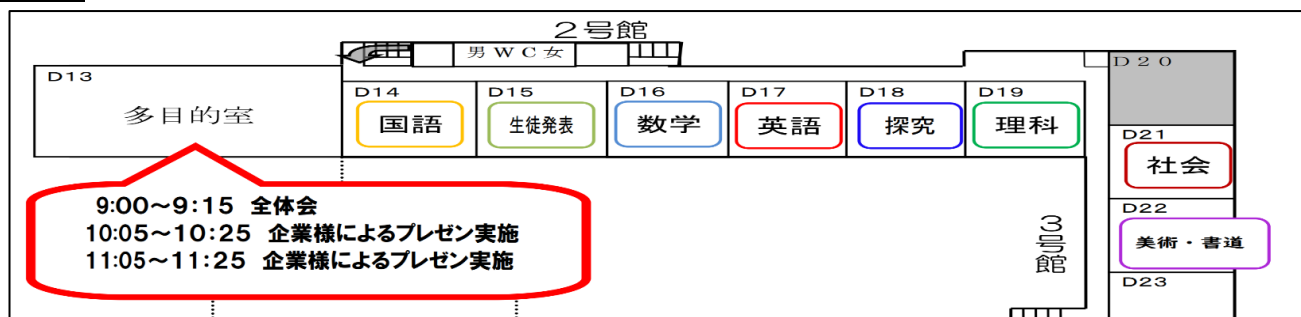 2号館
男WC女
D13
多目的室
D14
国語
D15
生徒発表
D16
数学
D17
英語
D18
探究
D19
理科
D20
D21
社会
D22
美術・書道
D23
3号館
9:00～9:15 全体会
10:05～10:25 企業様によるプレゼン実施
11:05～11:25 企業様によるプレゼン実施